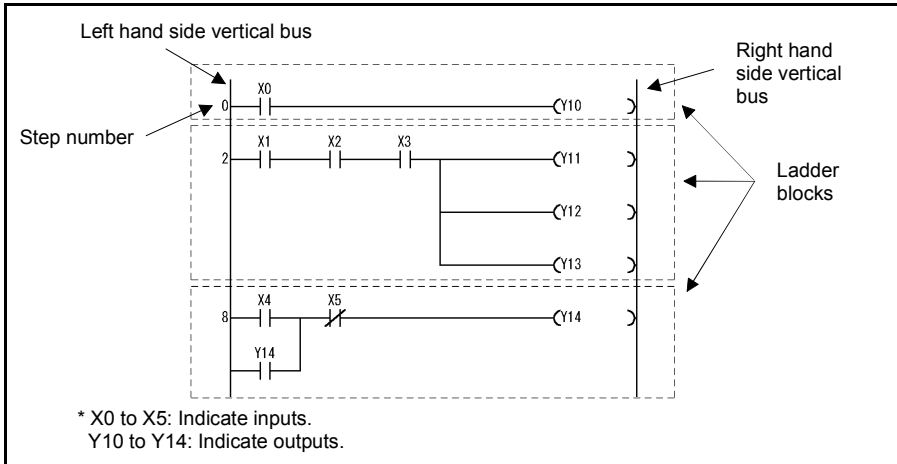 Left hand side vertical bus
Right hand
side vertical
bus
X0
0
Y10
Step number
X1 X2 X3
2
Y11
Ladder
blocks
Y12
Y13
X4 X5
8
Y14
Y14
* X0 to X5: Indicate inputs.
Y10 to Y14: Indicate outputs.